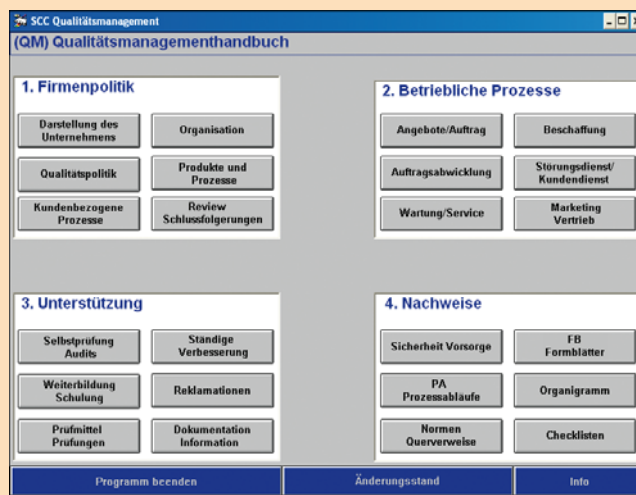 SCC Qualitätsmanagement
(QM) Qualitätsmanagementhandbuch
1. Firmenpolitik
Darstellung des
Unternehmens
Organisation
Qualitätspolitik
Produkte und
Prozesse
Kundenbezogene
Prozesse
Review
Schlussfolgerungen
2. Betriebliche Prozesse
Angebote/Auftrag
Beschaffung
Auftragsabwicklung
Störungsdienst/
Kundendienst
Wartung/Service
Marketing
Vertrieb
3. Unterstützung
Selbstprüfung
Audits
Ständige
Verbesserung
Weiterbildung
Schulung
Reklamationen
Prüfmittel
Prüfungen
Dokumentation
Information
4. Nachweise
Sicherheit Vorsorge
FB
Formblätter
PA
Prozessabläufe
Organigramm
Normen
Querverweise
Checklisten
Programm beenden
Änderungsstand
Info